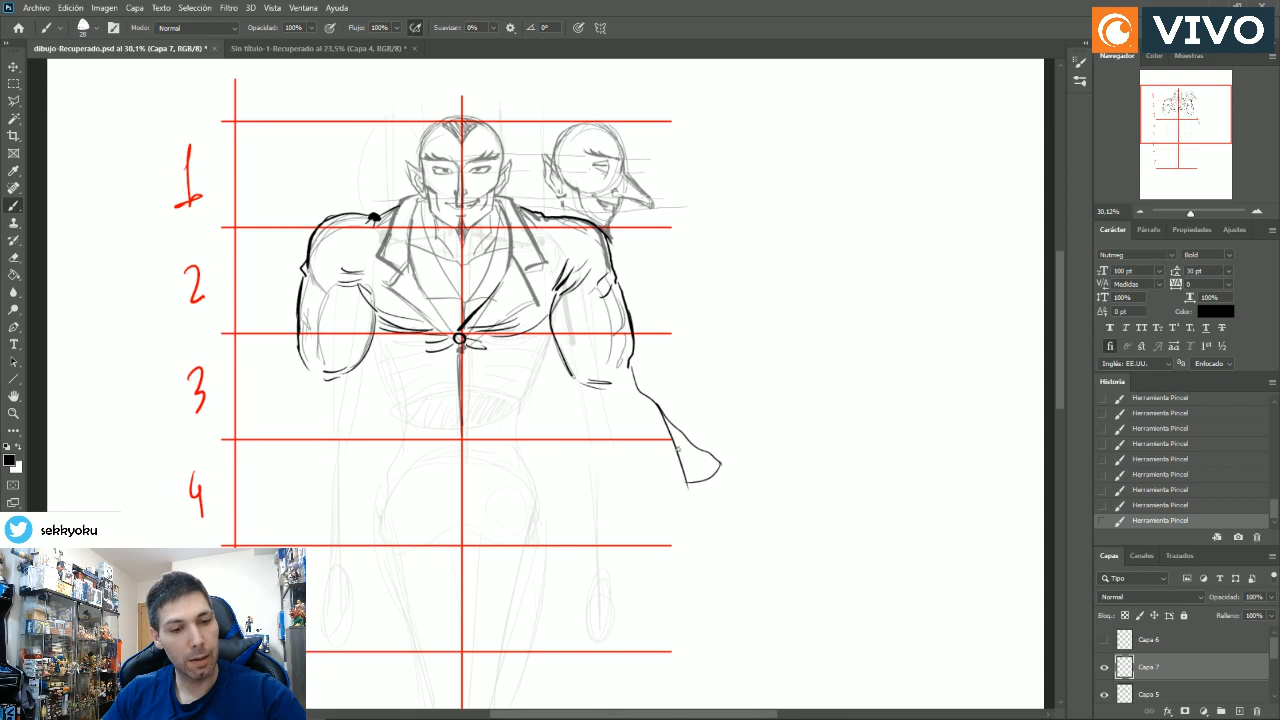 Archivo Edición Imagen Capa Texto Selección Filtro 3D Vista Ventana Ayuda
28 Modo: Normal Opacidad: 100% Flujo: 100% Suavizar: 0% 0°
VIVO
dibujo-Recuperado.psd al 30,1% (Capa 7, RGB/8) *
Sin título-1-Recuperado al 23,5% (Capa 4, RGB/8) *
Navegador Color Muestras
30,12%
Carácter Párrafo Propiedades Ajustes
Nutmeg Bold
100 pt 30 pt
Medidas 0
100% 100%
0 pt Color:
Inglés: EE.UU. Enfocado
Historia
Herramienta Pincel
Herramienta Pincel
Herramienta Pincel
Herramienta Pincel
Herramienta Pincel
Herramienta Pincel
Herramienta Pincel
Herramienta Pincel
Herramienta Pincel
Capas Canales Trazados
Tipo
Normal Opacidad: 100%
Bloq.: Relleno: 100%
Capa 6
Capa 7
Capa 5
1
2
3
4
sekkyoku